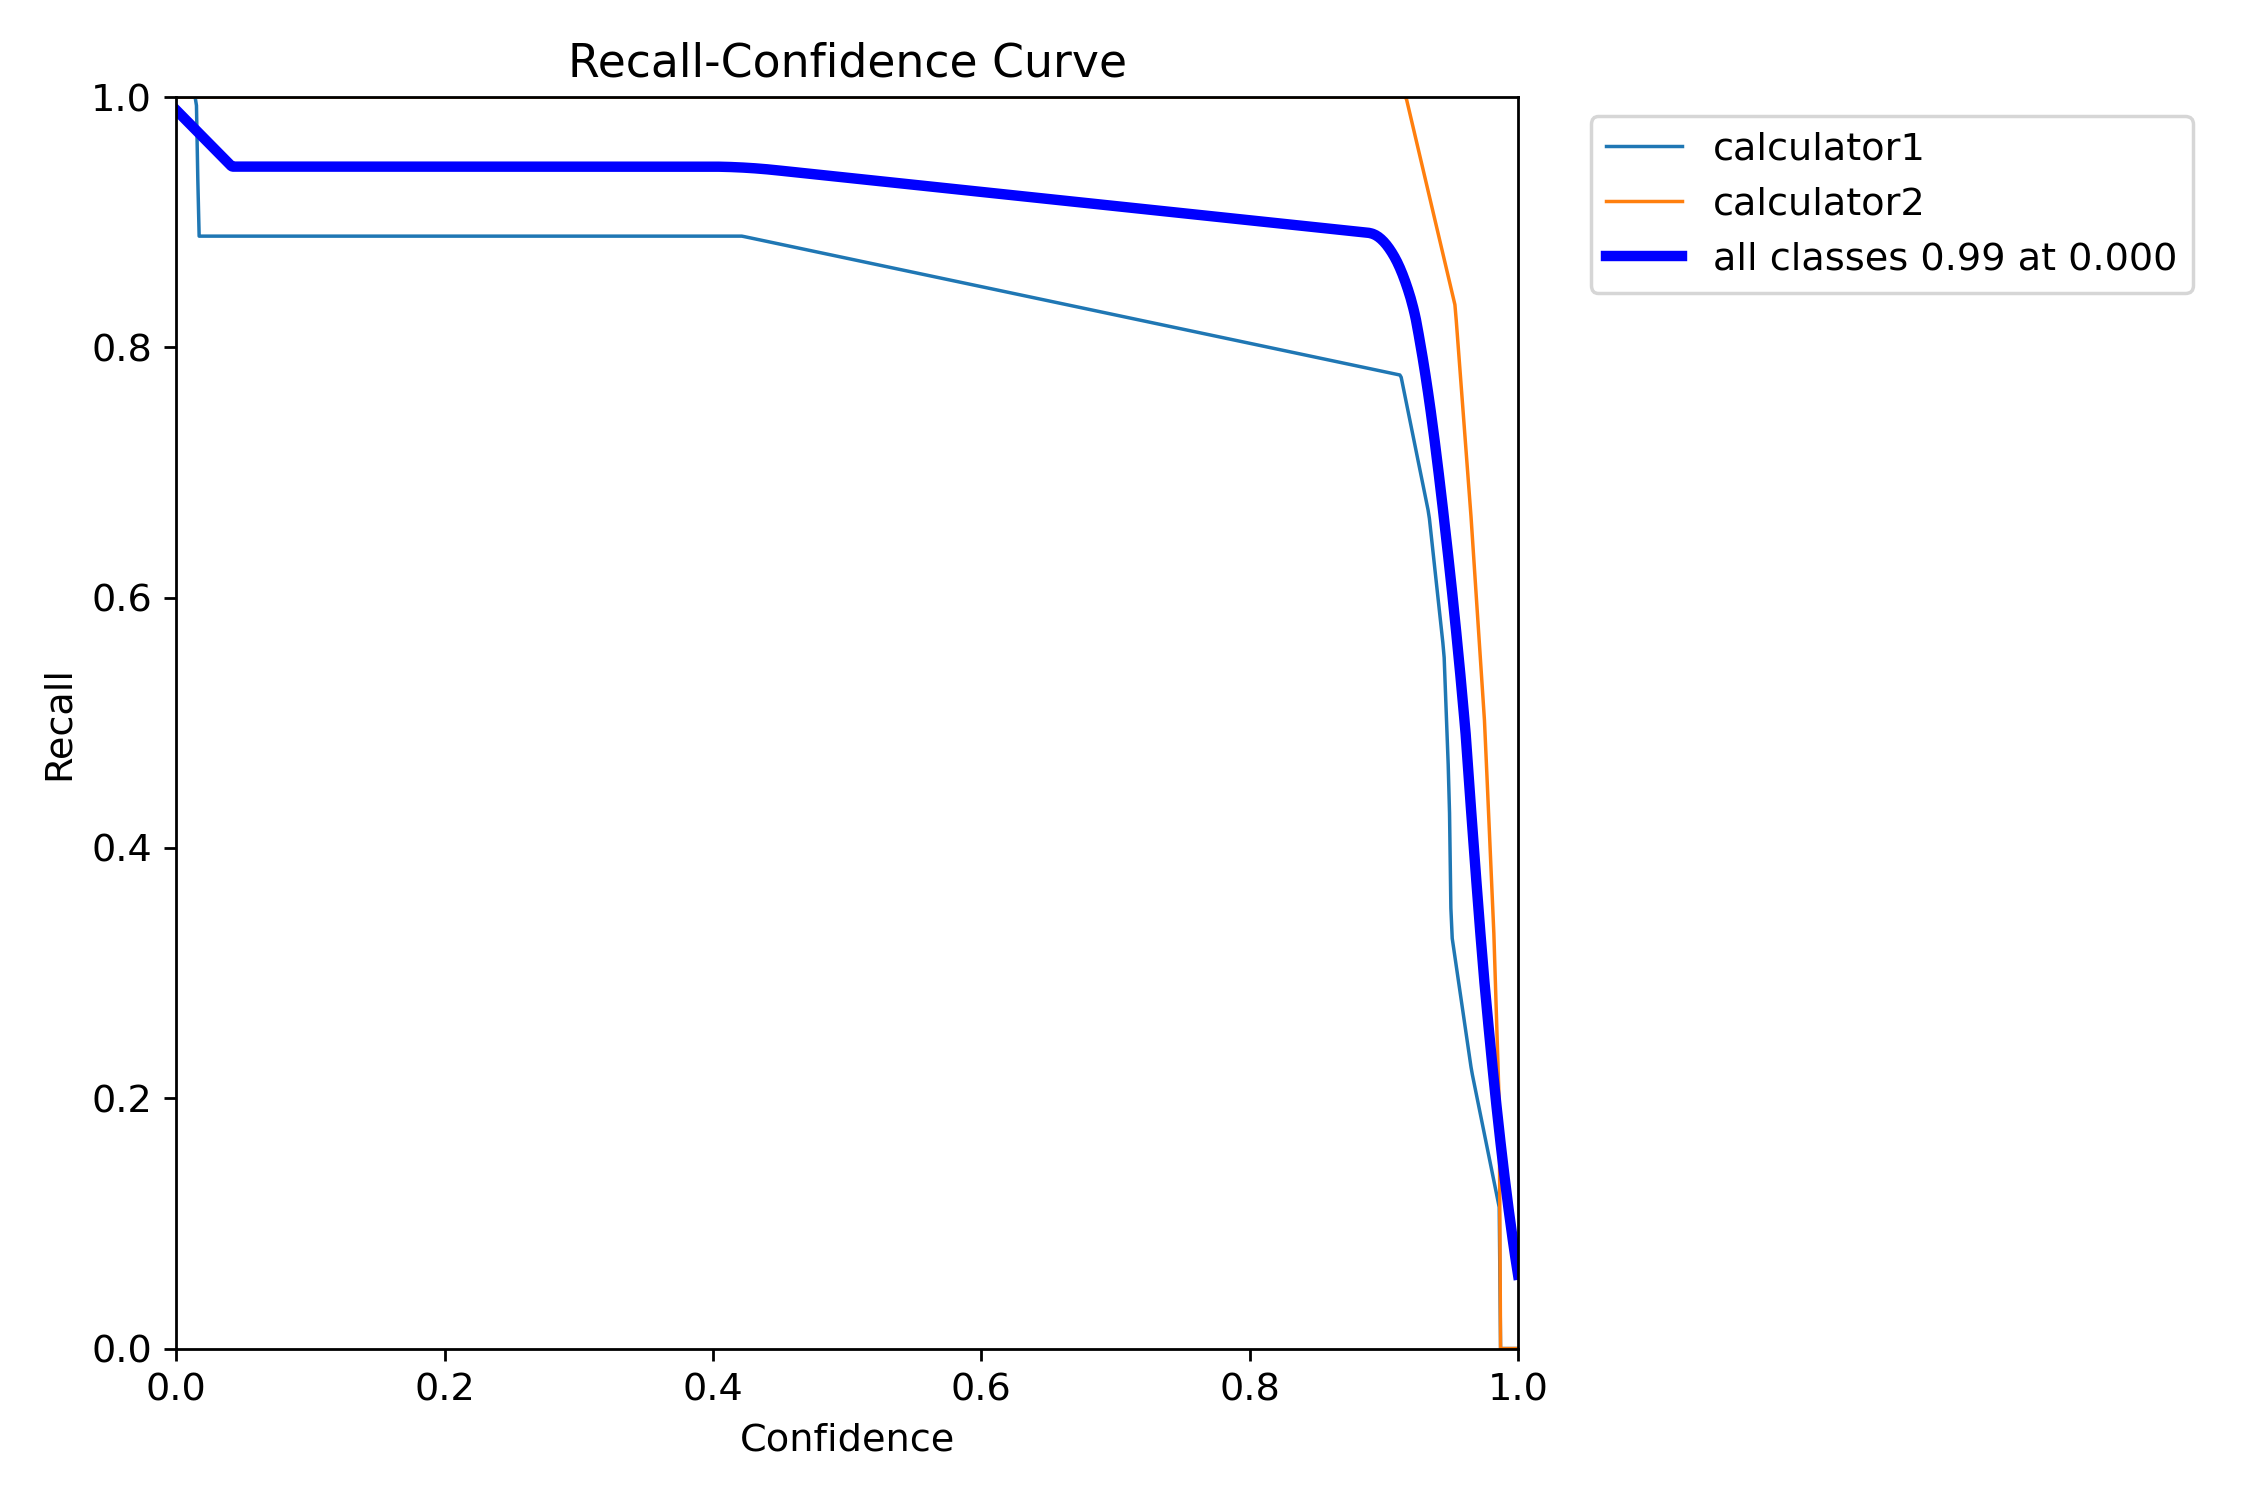 Recall-Confidence Curve
1.0
0.8
0.6
0.4
0.2
0.0
Recall
0.0 0.2 0.4 0.6 0.8 1.0
Confidence
calculator1
calculator2
all classes 0.99 at 0.000